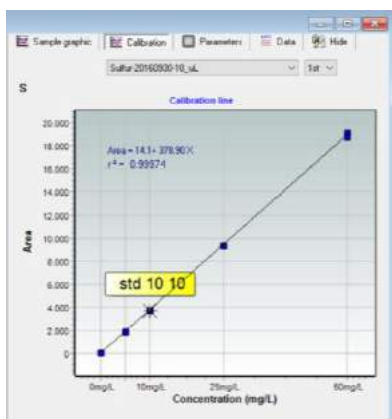 Sample graphic Calibration Parameters Data Hide
Sulfur-20160930-10_uL 1st
S
Calibration line
20.000
Area = 14.1+ 378.90 X
r² = 0.99974
18.000
16.000
14.000
12.000
10.000
8.000
6.000
4.000
2.000
0
Area
std 10 10
0mg/L 10mg/L 25mg/L 50mg/L
Concentration (mg/L)